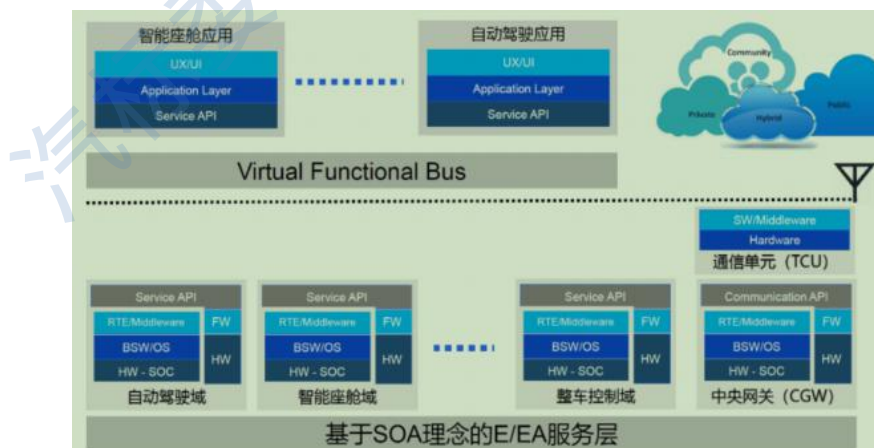 智能座舱应用
UX/UI
Application Layer
Service API
自动驾驶应用
UX/UI
Application Layer
Service API
Community
Private
Hybrid
Public
Virtual Functional Bus
SW/Middleware
Hardware
通信单元（TCU）
Service API
RTE/Middleware
FW
BSW/OS
HW
HW - SOC
自动驾驶域
Service API
RTE/Middleware
FW
BSW/OS
HW
HW - SOC
智能座舱域
Service API
RTE/Middleware
FW
BSW/OS
HW
HW - SOC
整车控制域
Communication API
RTE/Middleware
FW
BSW/OS
HW
HW - SOC
中央网关（CGW）
基于SOA理念的E/EA服务层